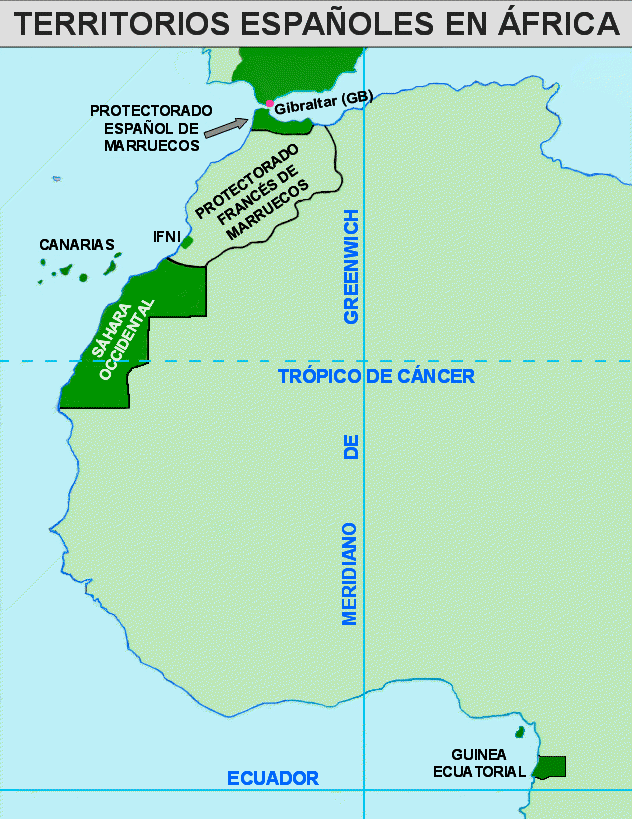 TERRITORIOS ESPAÑOLES EN ÁFRICA
Gibraltar (GB)
PROTECTORADO
ESPAÑOL DE
MARRUECOS
PROTECTORADO
FRANCÉS DE
MARRUECOS
IFNI
CANARIAS
SÁHARA
OCCIDENTAL
TRÓPICO DE CÁNCER
MERIDIANO DE GREENWICH
GUINEA
ECUATORIAL
ECUADOR